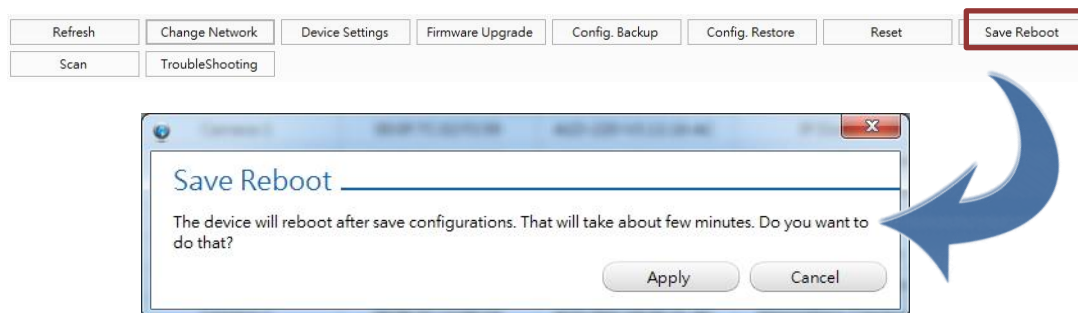 Refresh Change Network Device Settings Firmware Upgrade Config. Backup Config. Restore Reset Save Reboot
Scan TroubleShooting
Save Reboot
The device will reboot after save configurations. That will take about few minutes. Do you want to
do that?
Apply Cancel